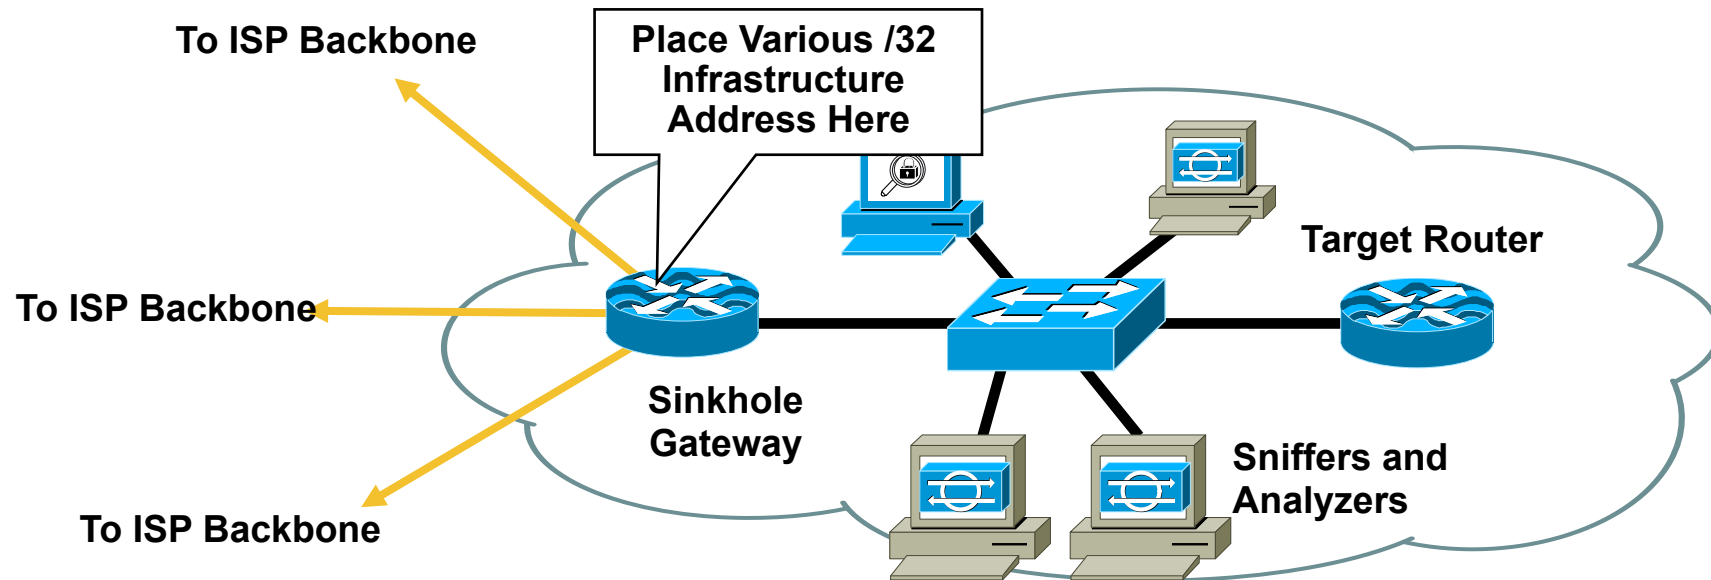 To ISP Backbone
Place Various /32
Infrastructure
Address Here
Target Router
To ISP Backbone
Sinkhole
Gateway
Sniffers and
Analyzers
To ISP Backbone